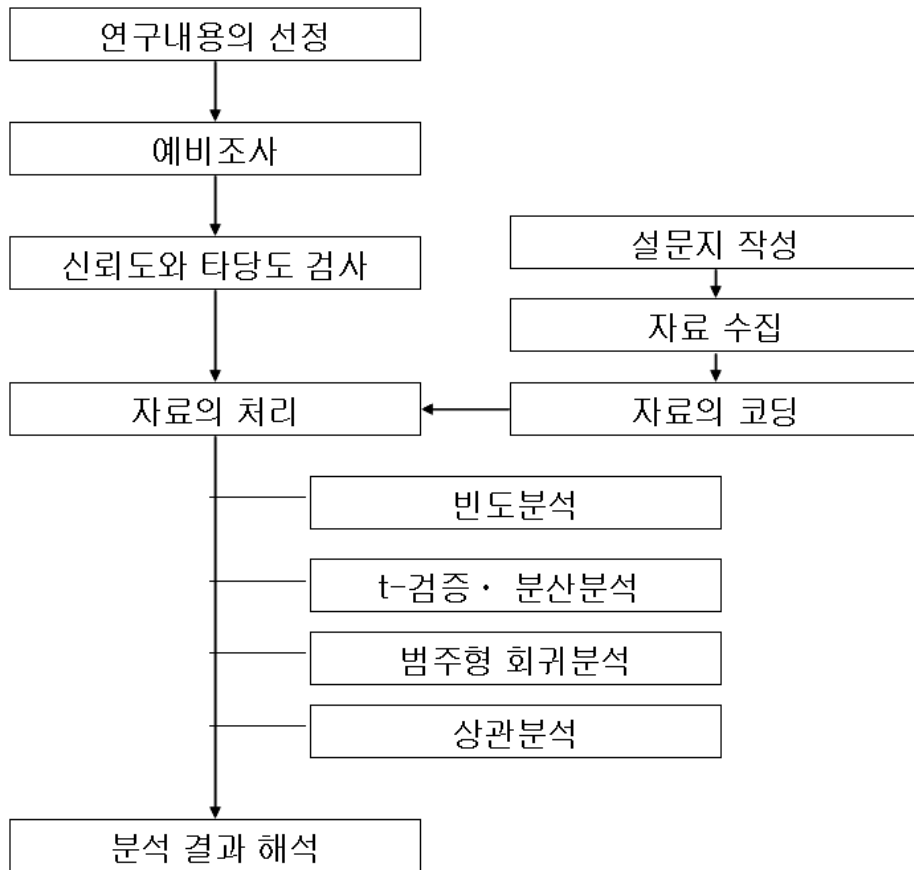 연구내용의 선정
예비조사
신뢰도와 타당도 검사
설문지 작성
자료 수집
자료의 처리
자료의 코딩
빈도분석
t-검증· 분산분석
범주형 회귀분석
상관분석
분석 결과 해석